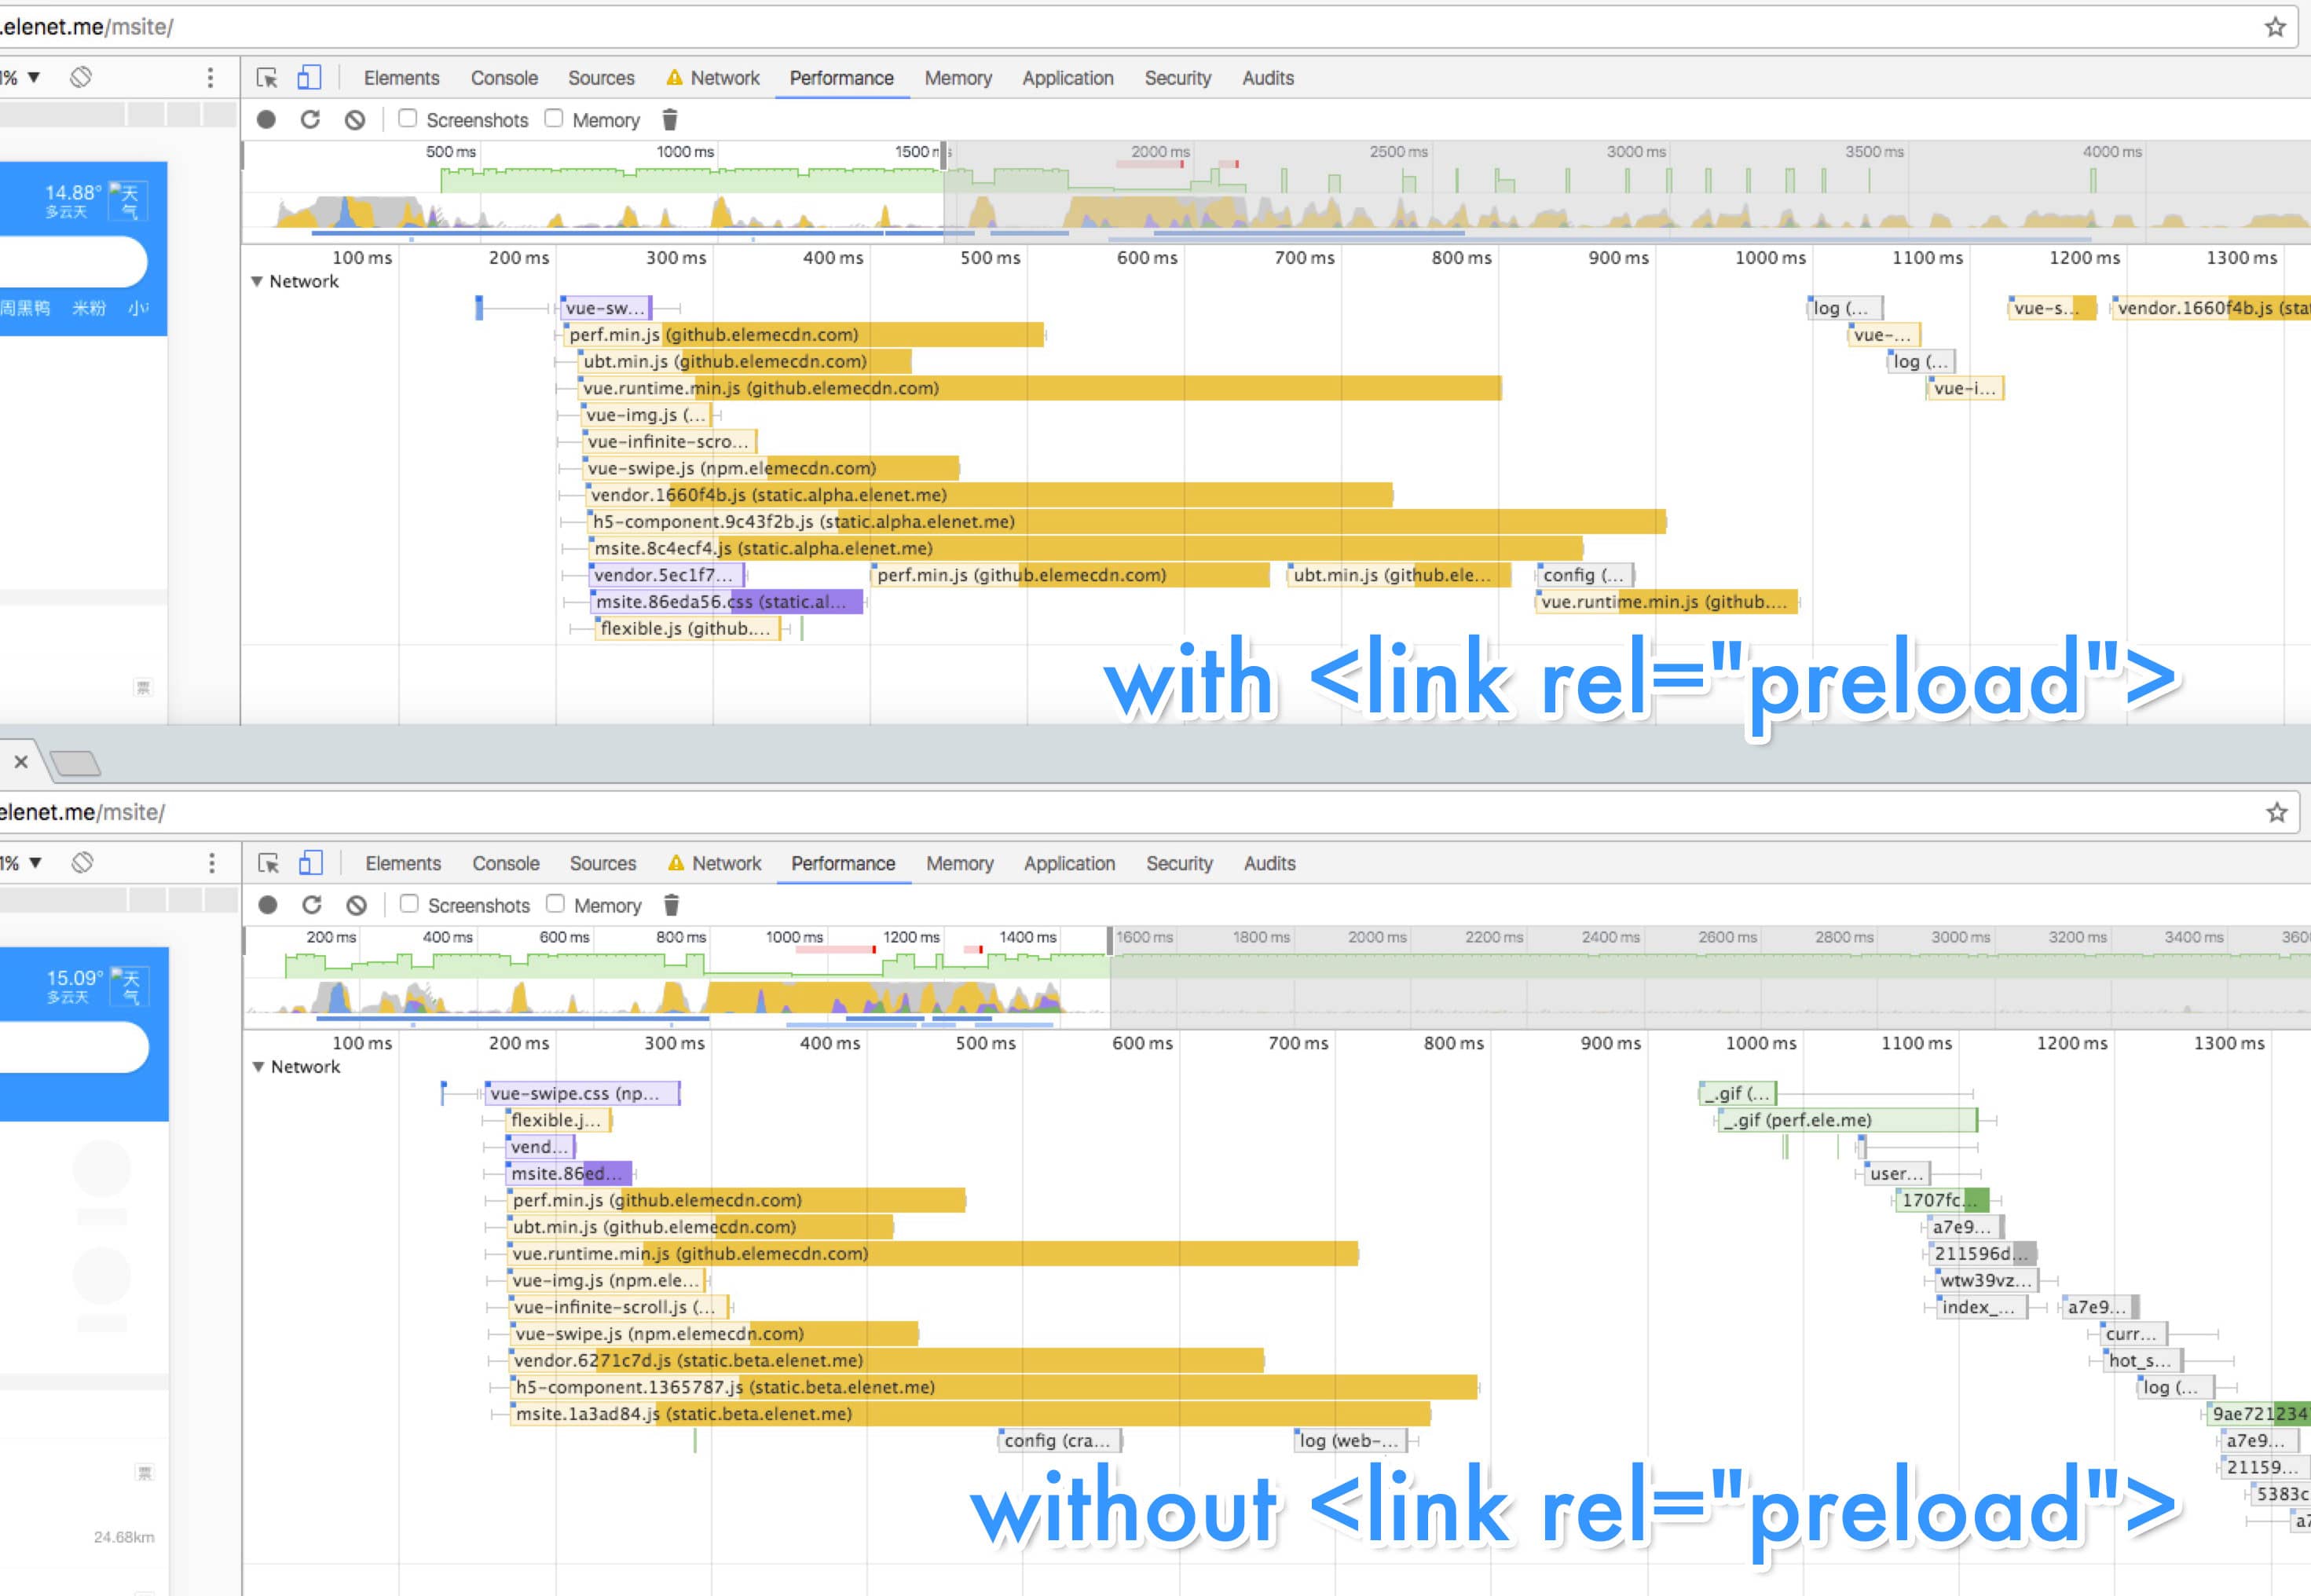 .elenet.me/msite/
1% ▼
Elements Console Sources Network Performance Memory Application Security Audits
Screenshots Memory
500 ms 1000 ms 1500 2000 ms 2500 ms 3000 ms 3500 ms 4000 ms
14.88° 天
多云天 气
周黑鸭 米粉
100 ms 200 ms 300 ms 400 ms 500 ms 600 ms 700 ms 800 ms 900 ms 1000 ms 1100 ms 1200 ms 1300 ms
▼ Network
vue-sw... log (... vue-s... vendor.1660f4b.js (sta
perf.min.js (github.elemecdn.com) vue-...
ubt.min.js (github.elemecdn.com) log (...
vue.runtime.min.js (github.elemecdn.com) vue-i...
vue-img.js (...
vue-infinite-scro...
vue-swipe.js (npm.elemecdn.com)
vendor.1660f4b.js (static.alpha.elenet.me)
h5-component.9c43f2b.js (static.alpha.elenet.me)
msite.8c4ecf4.js (static.alpha.elenet.me)
vendor.5ec1f7... perf.min.js (github.elemecdn.com) ubt.min.js (github.ele... config (...
msite.86eda56.css (static.al... vue.runtime.min.js (github....
flexible.js (github....
票
with <link rel="preload">
elenet.me/msite/
1% ▼
Elements Console Sources Network Performance Memory Application Security Audits
Screenshots Memory
200 ms 400 ms 600 ms 800 ms 1000 ms 1200 ms 1400 ms 1600 ms 1800 ms 2000 ms 2200 ms 2400 ms 2600 ms 2800 ms 3000 ms 3200 ms 3400 ms 360
15.09° 天
多云天 气
100 ms 200 ms 300 ms 400 ms 500 ms 600 ms 700 ms 800 ms 900 ms 1000 ms 1100 ms 1200 ms 1300 ms
▼ Network
vue-swipe.css (np... _.gif (...
flexible.j... _.gif (perf.ele.me)
vend...
msite.86ed... user...
perf.min.js (github.elemecdn.com) 1707fc...
ubt.min.js (github.elemecdn.com) a7e9...
vue.runtime.min.js (github.elemecdn.com) 211596d...
vue-img.js (npm.ele... wtw39vz...
vue-infinite-scroll.js (... index_... a7e9...
vue-swipe.js (npm.elemecdn.com) curr...
vendor.6271c7d.js (static.beta.elenet.me) hot_s...
h5-component.1365787.js (static.beta.elenet.me) log (...
msite.1a3ad84.js (static.beta.elenet.me) 9ae721234
config (cra... log (web-... a7e9...
票
21159...
5383c
a7
without <link rel="preload">
24.68km